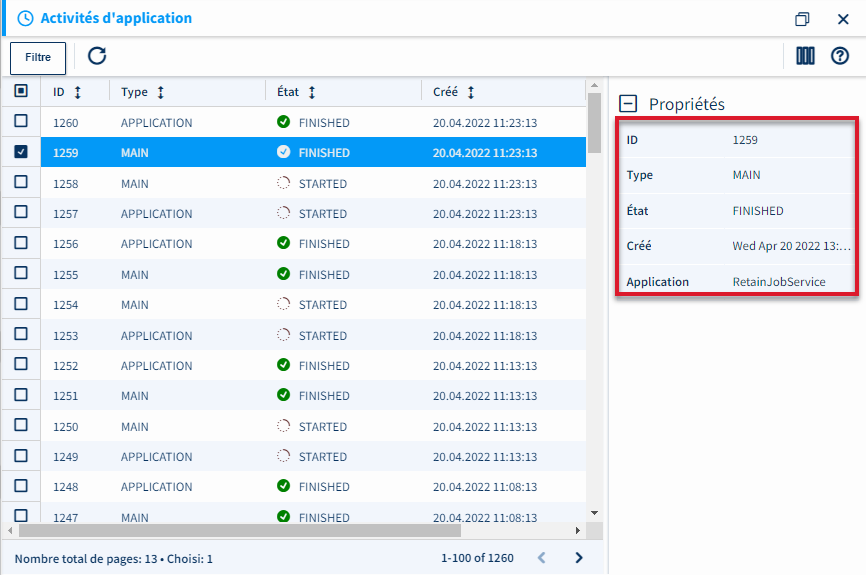 Activités d'application
Filtre
ID Type État Créé
1260 APPLICATION FINISHED 20.04.2022 11:23:13
1259 MAIN FINISHED 20.04.2022 11:23:13
1258 MAIN STARTED 20.04.2022 11:23:13
1257 APPLICATION STARTED 20.04.2022 11:23:13
1256 APPLICATION FINISHED 20.04.2022 11:18:13
1255 MAIN FINISHED 20.04.2022 11:18:13
1254 MAIN STARTED 20.04.2022 11:18:13
1253 APPLICATION STARTED 20.04.2022 11:18:13
1252 APPLICATION FINISHED 20.04.2022 11:13:13
1251 MAIN FINISHED 20.04.2022 11:13:13
1250 MAIN STARTED 20.04.2022 11:13:13
1249 APPLICATION STARTED 20.04.2022 11:13:13
1248 APPLICATION FINISHED 20.04.2022 11:08:13
1247 MAIN FINISHED 20.04.2022 11:08:13
Nombre total de pages: 13 • Choisi: 1
1-100 of 1260
Propriétés
ID 1259
Type MAIN
État FINISHED
Créé Wed Apr 20 2022 13:...
Application RetainJobService